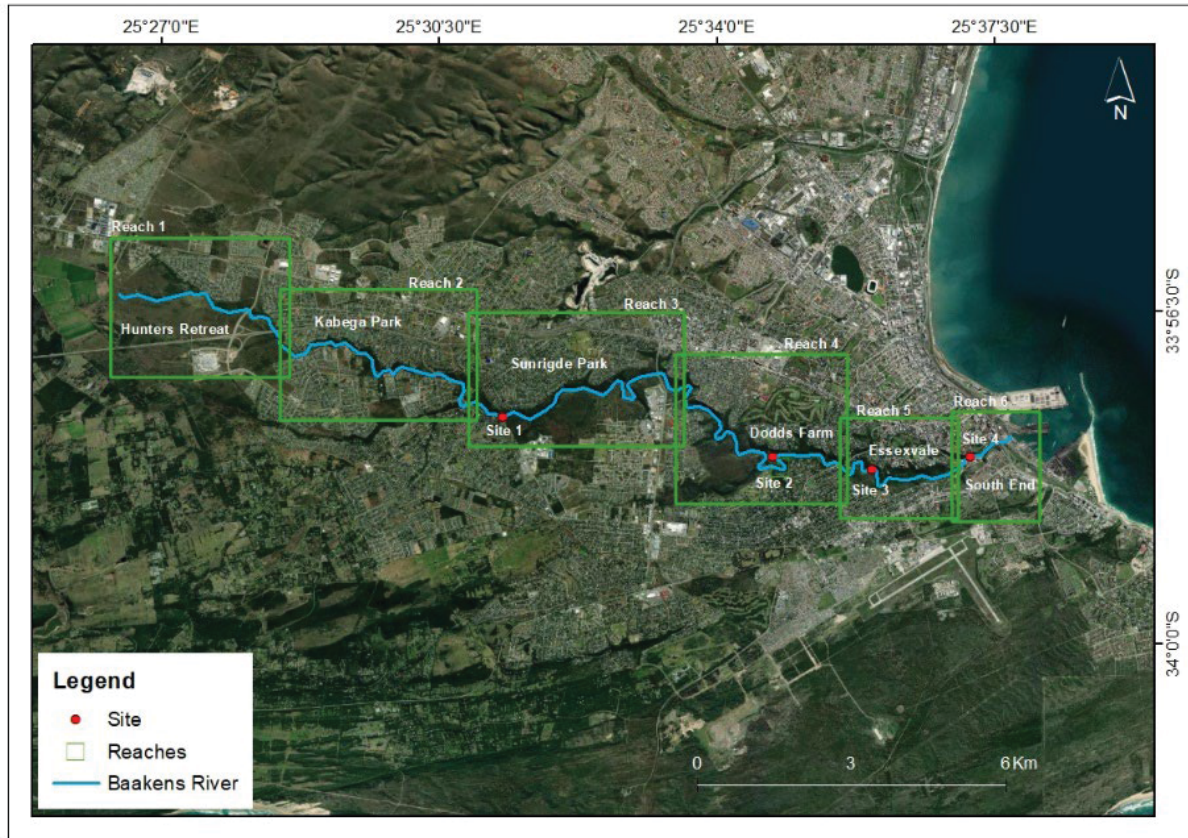 25°27'0"E
25°30'30"E
25°34'0"E
25°37'30"E
N
Reach 1
Reach 2
33°56'30"S
Hunters Retreat
Kabega Park
Reach 3
Sunrigde Park
Reach 4
Site 1
Dodds Farm
Reach 5
Reach 6
Essexvale
Site 4
Site 2
Site 3
South End
34°0'0"S
Legend
Site
Reaches
Baakens River
0 3 6 Km